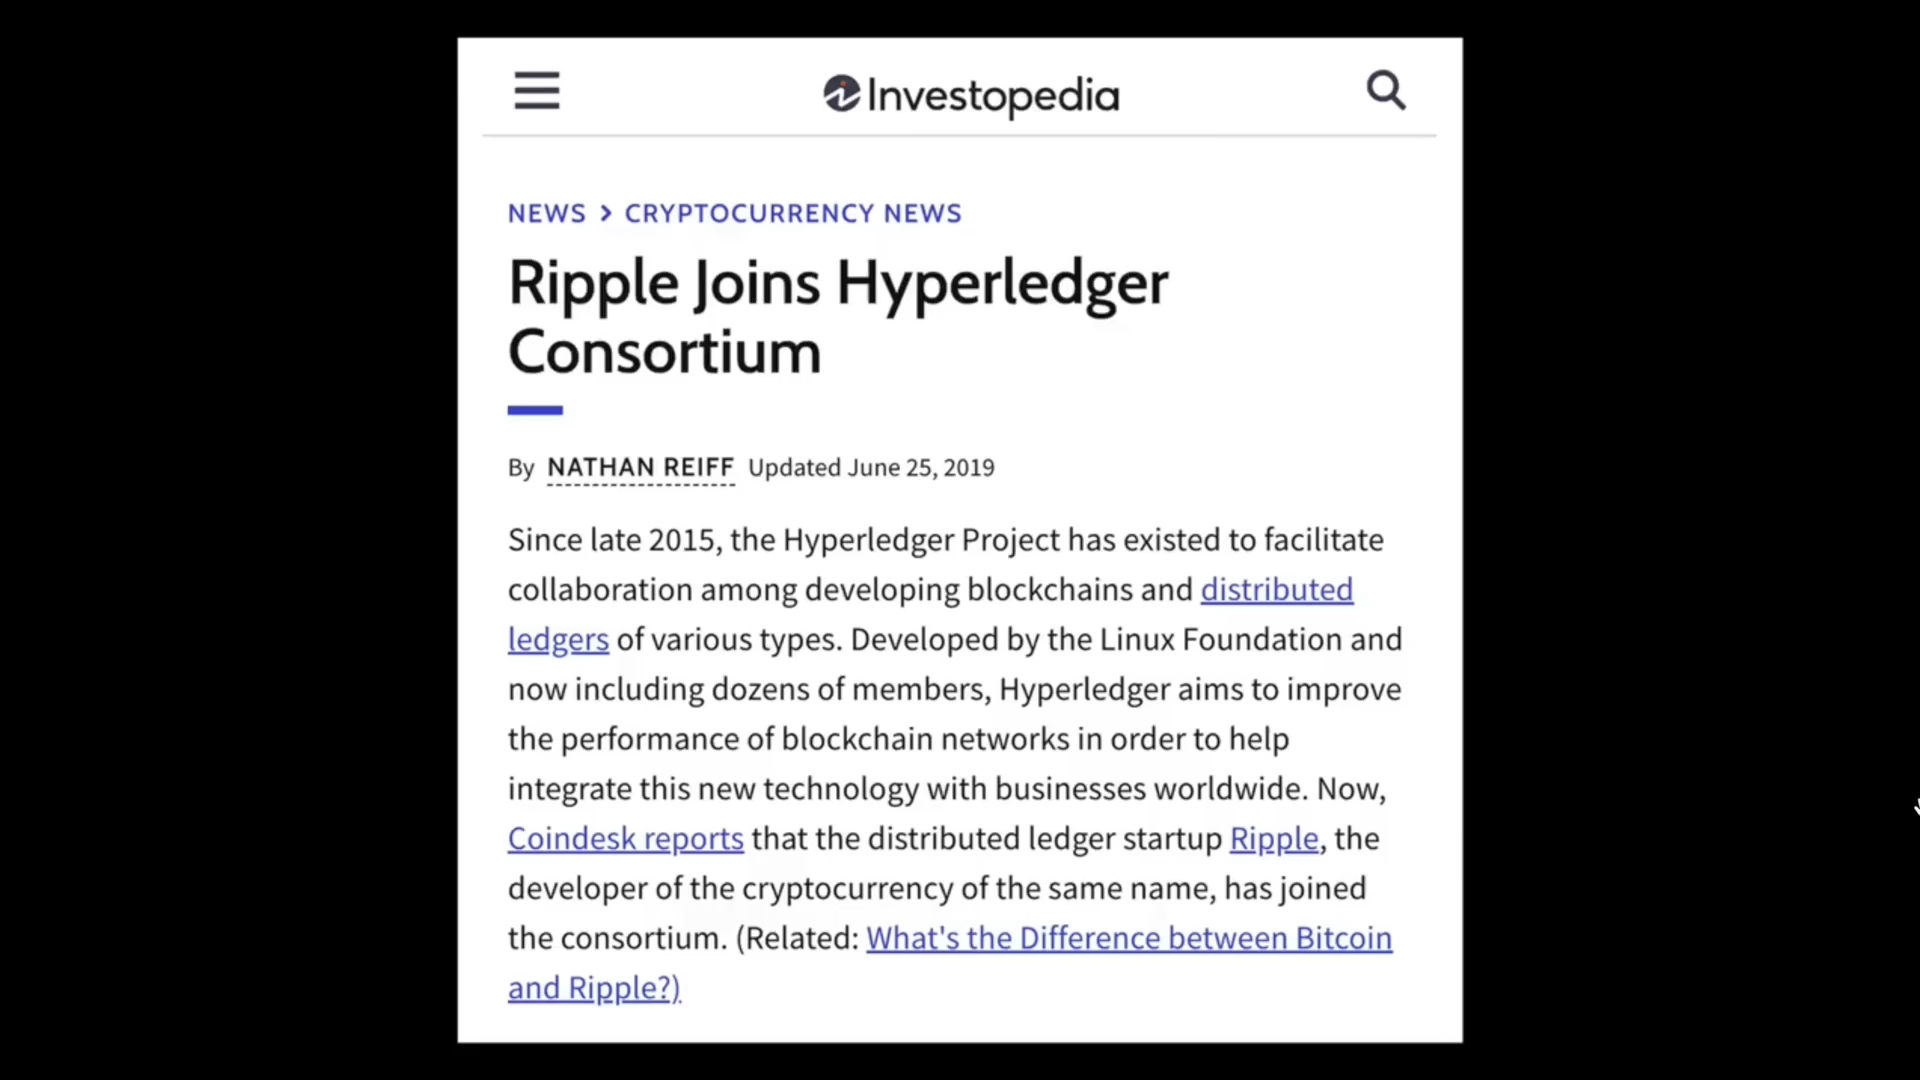 Investopedia
NEWS > CRYPTOCURRENCY NEWS
Ripple Joins Hyperledger
Consortium
By NATHAN REIFF Updated June 25, 2019
Since late 2015, the Hyperledger Project has existed to facilitate
collaboration among developing blockchains and distributed
ledgers of various types. Developed by the Linux Foundation and
now including dozens of members, Hyperledger aims to improve
the performance of blockchain networks in order to help
integrate this new technology with businesses worldwide. Now,
Coindesk reports that the distributed ledger startup Ripple, the
developer of the cryptocurrency of the same name, has joined
the consortium. (Related: What's the Difference between Bitcoin
and Ripple?)